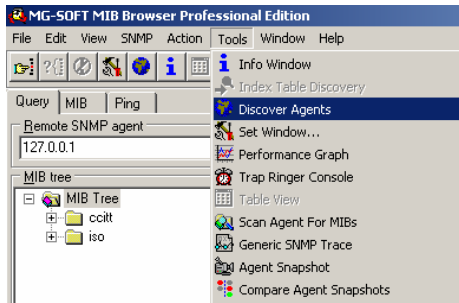 MG-SOFT MIB Browser Professional Edition
File Edit View SNMP Action Tools Window Help
Info Window
Index Table Discovery
Discover Agents
Set Window...
Performance Graph
Trap Ringer Console
Table View
Scan Agent For MIBs
Generic SNMP Trace
Agent Snapshot
Compare Agent Snapshots
Query MIB Ping
Remote SNMP agent
127.0.0.1
MIB tree
MIB Tree
ccitt
iso